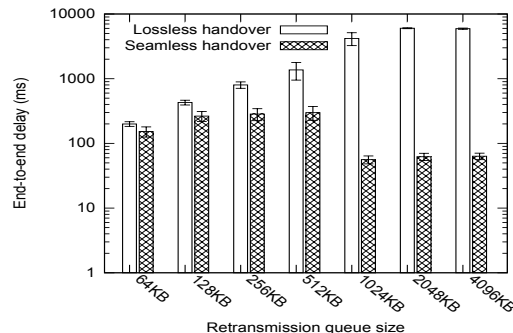 10000
1000
100
10
1
End-to-end delay (ms)
Lossless handover
Seamless handover
64KB
128KB
256KB
512KB
1024KB
2048KB
4096KB
Retransmission queue size